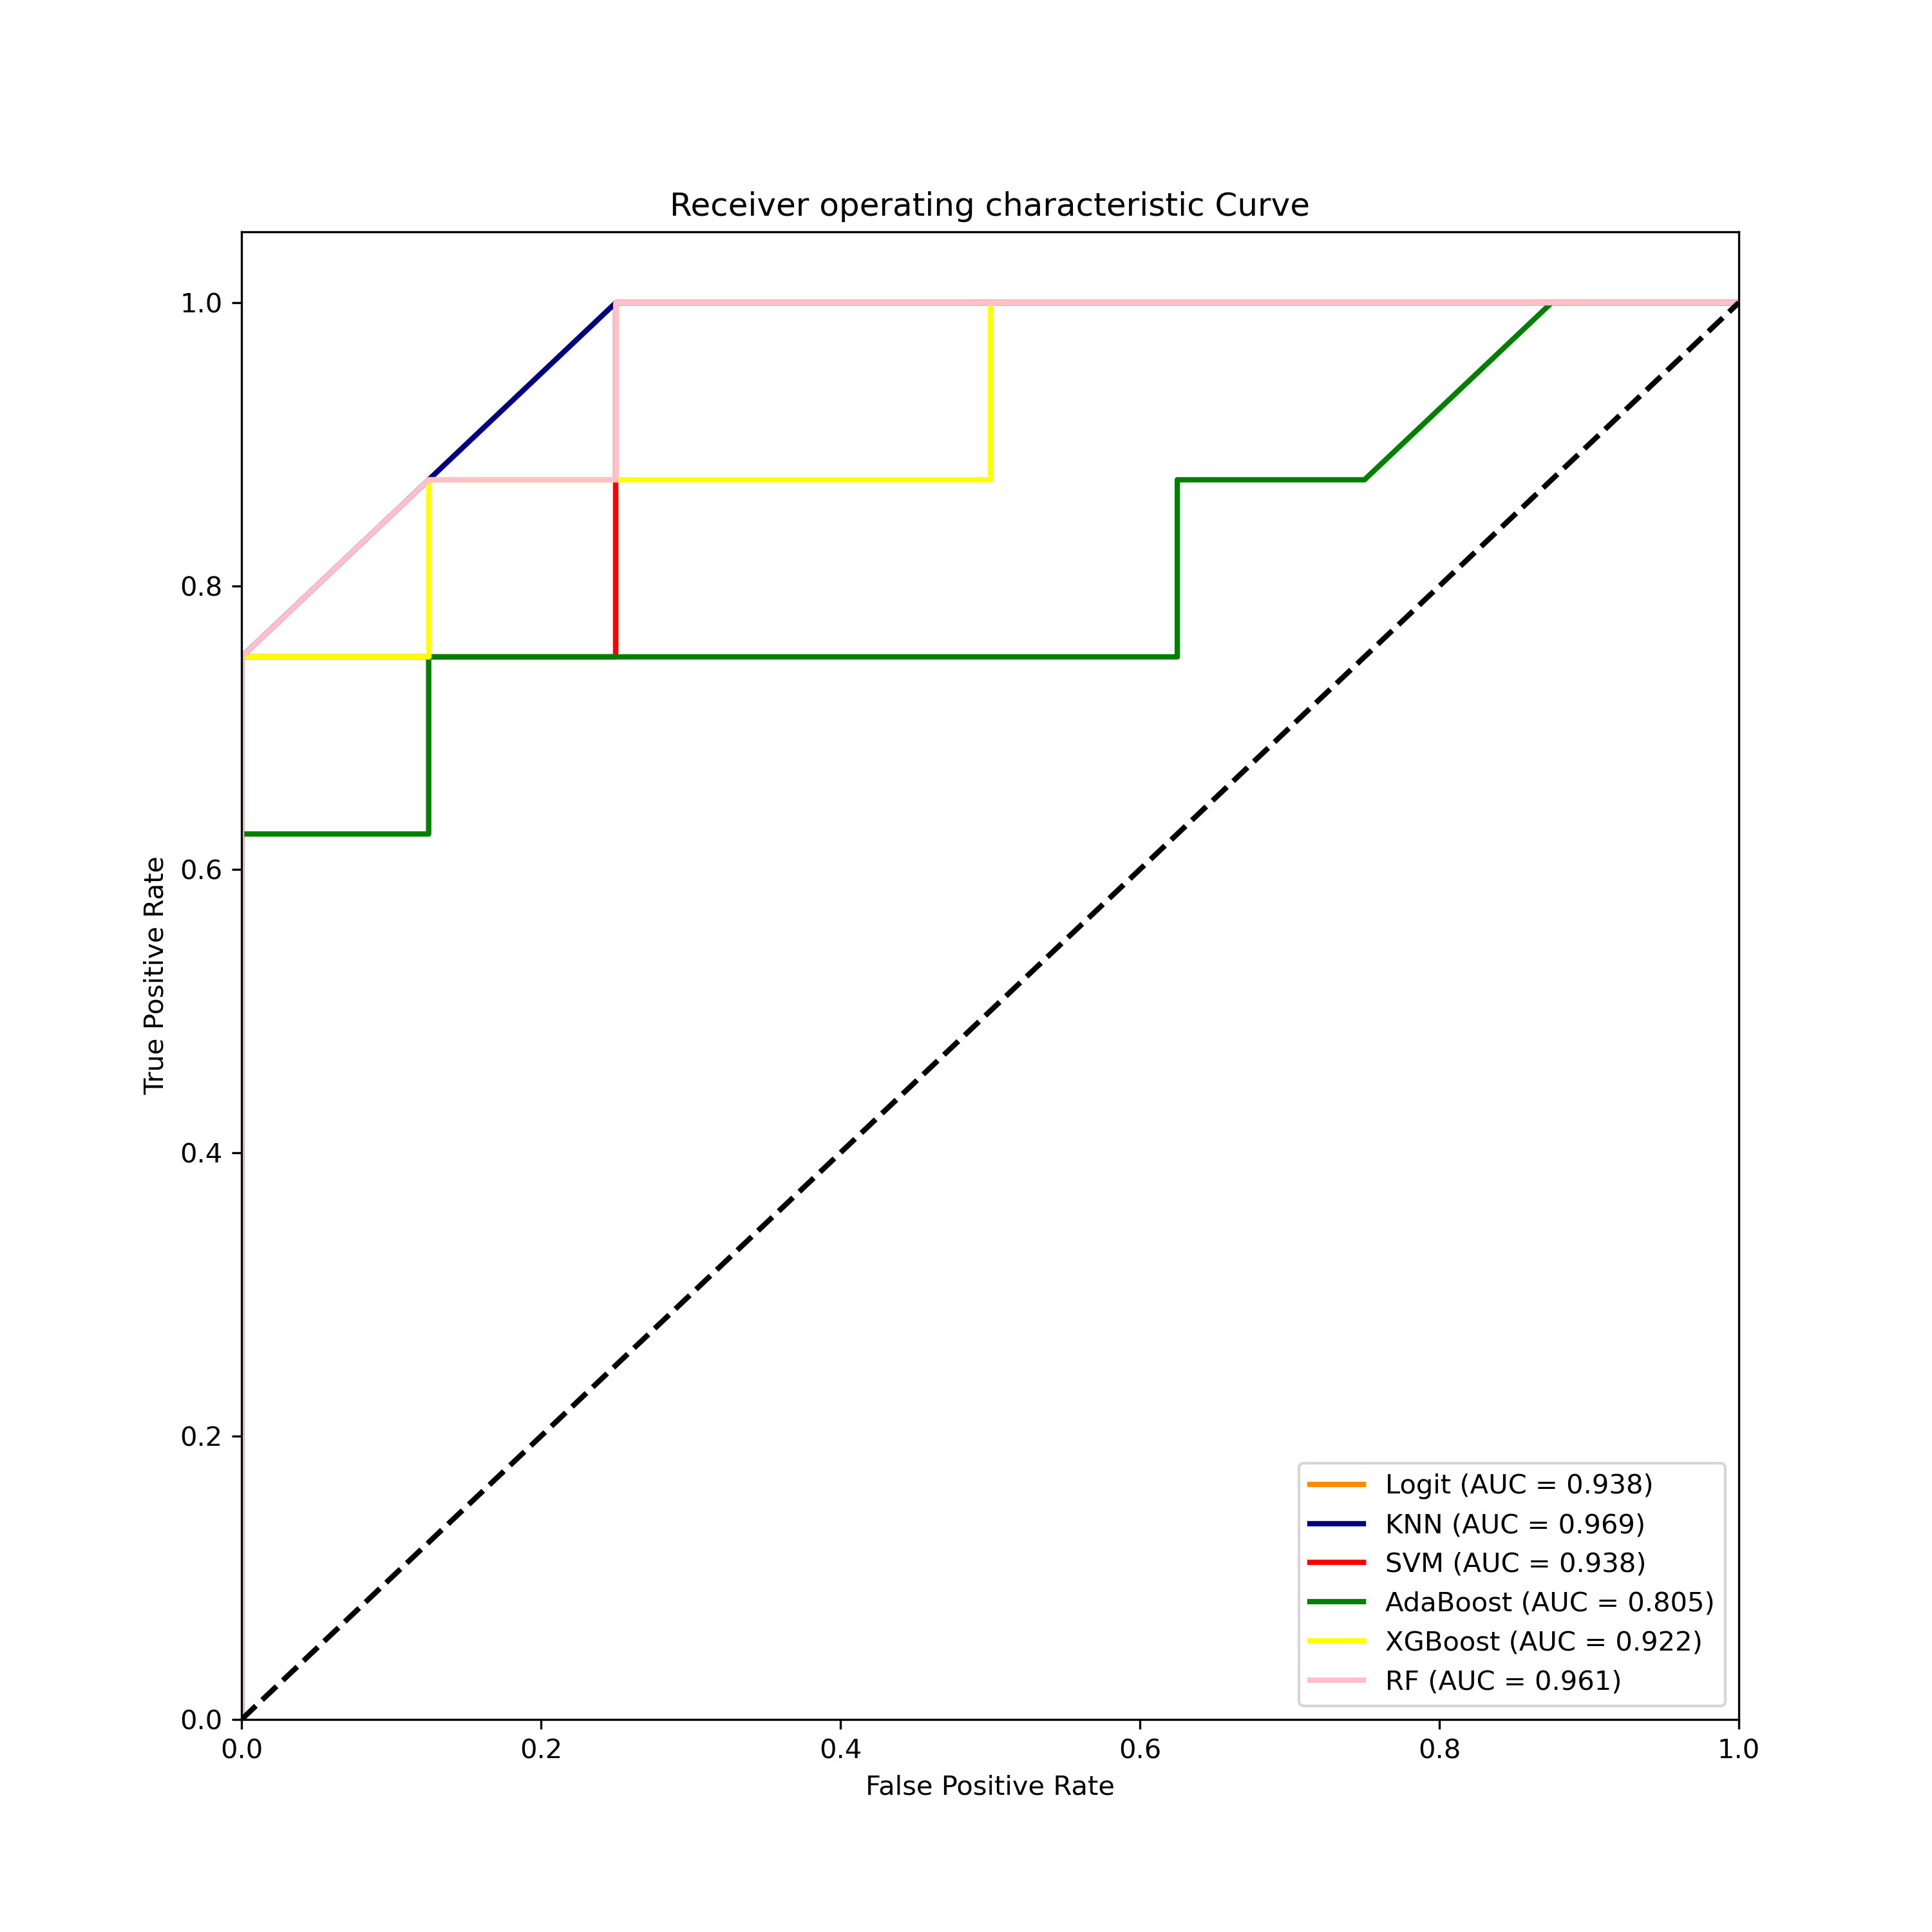 Receiver operating characteristic Curve
1.0
0.8
0.6
0.4
0.2
0.0
True Positive Rate
0.0 0.2 0.4 0.6 0.8 1.0
False Positive Rate
Logit (AUC = 0.938)
KNN (AUC = 0.969)
SVM (AUC = 0.938)
AdaBoost (AUC = 0.805)
XGBoost (AUC = 0.922)
RF (AUC = 0.961)